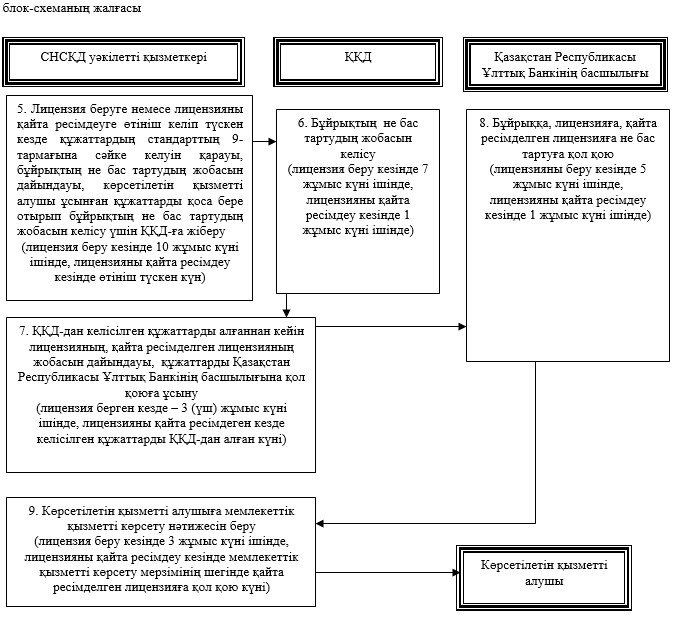 блок-схеманың жалғасы
СНСҚД уәкілетті қызметкері
ҚҚД
Қазақстан Республикасы
Ұлттық Банкінің басшылығы
5. Лицензия беруге немесе лицензияны
қайта ресімдеуге өтініш келіп түскен
кезде құжаттардың стандарттың 9-
тармағына сәйке келуін қарауы,
бұйрықтың не бас тартудың жобасын
дайындауы, көрсетілетін қызметті
алушы ұсынған құжаттарды қоса бере
отырып бұйрықтың не бас тартудың
жобасын келісу үшін ҚҚД-ға жіберу
(лицензия беру кезінде 10 жұмыс күні
ішінде, лицензияны қайта ресімдеу
кезінде өтініш түскен күн)
6. Бұйрықтың не бас
тартудың жобасын
келісу
(лицензия беру кезінде 7
жұмыс күні ішінде,
лицензияны қайта
ресімдеу кезінде 1
жұмыс күні ішінде)
8. Бұйрыққа, лицензияға, қайта
ресімделген лицензияға не бас
тартуға қол қою
(лицензияны беру кезінде 5
жұмыс күні ішінде,
лицензияны қайта ресімдеу
кезінде 1 жұмыс күні ішінде)
7. ҚҚД-дан келісілген құжаттарды алғаннан кейін
лицензияның, қайта ресімделген лицензияның
жобасын дайындауы, құжаттарды Қазақстан
Республикасы Ұлттық Банкінің басшылығына қол
қоюға ұсыну
(лицензия берген кезде – 3 (үш) жұмыс күні
ішінде, лицензияны қайта ресімдеген кезде
келісілген құжаттарды ҚҚД-дан алған күні)
9. Көрсетілетін қызметті алушыға мемлекеттік
қызметті көрсету нәтижесін беру
(лицензия беру кезінде 3 жұмыс күні ішінде,
лицензияны қайта ресімдеу кезінде мемлекеттік
қызметті көрсету мерзімінің шегінде қайта
ресімделген лицензияға қол қою күні)
Көрсетілетін қызметті
алушы